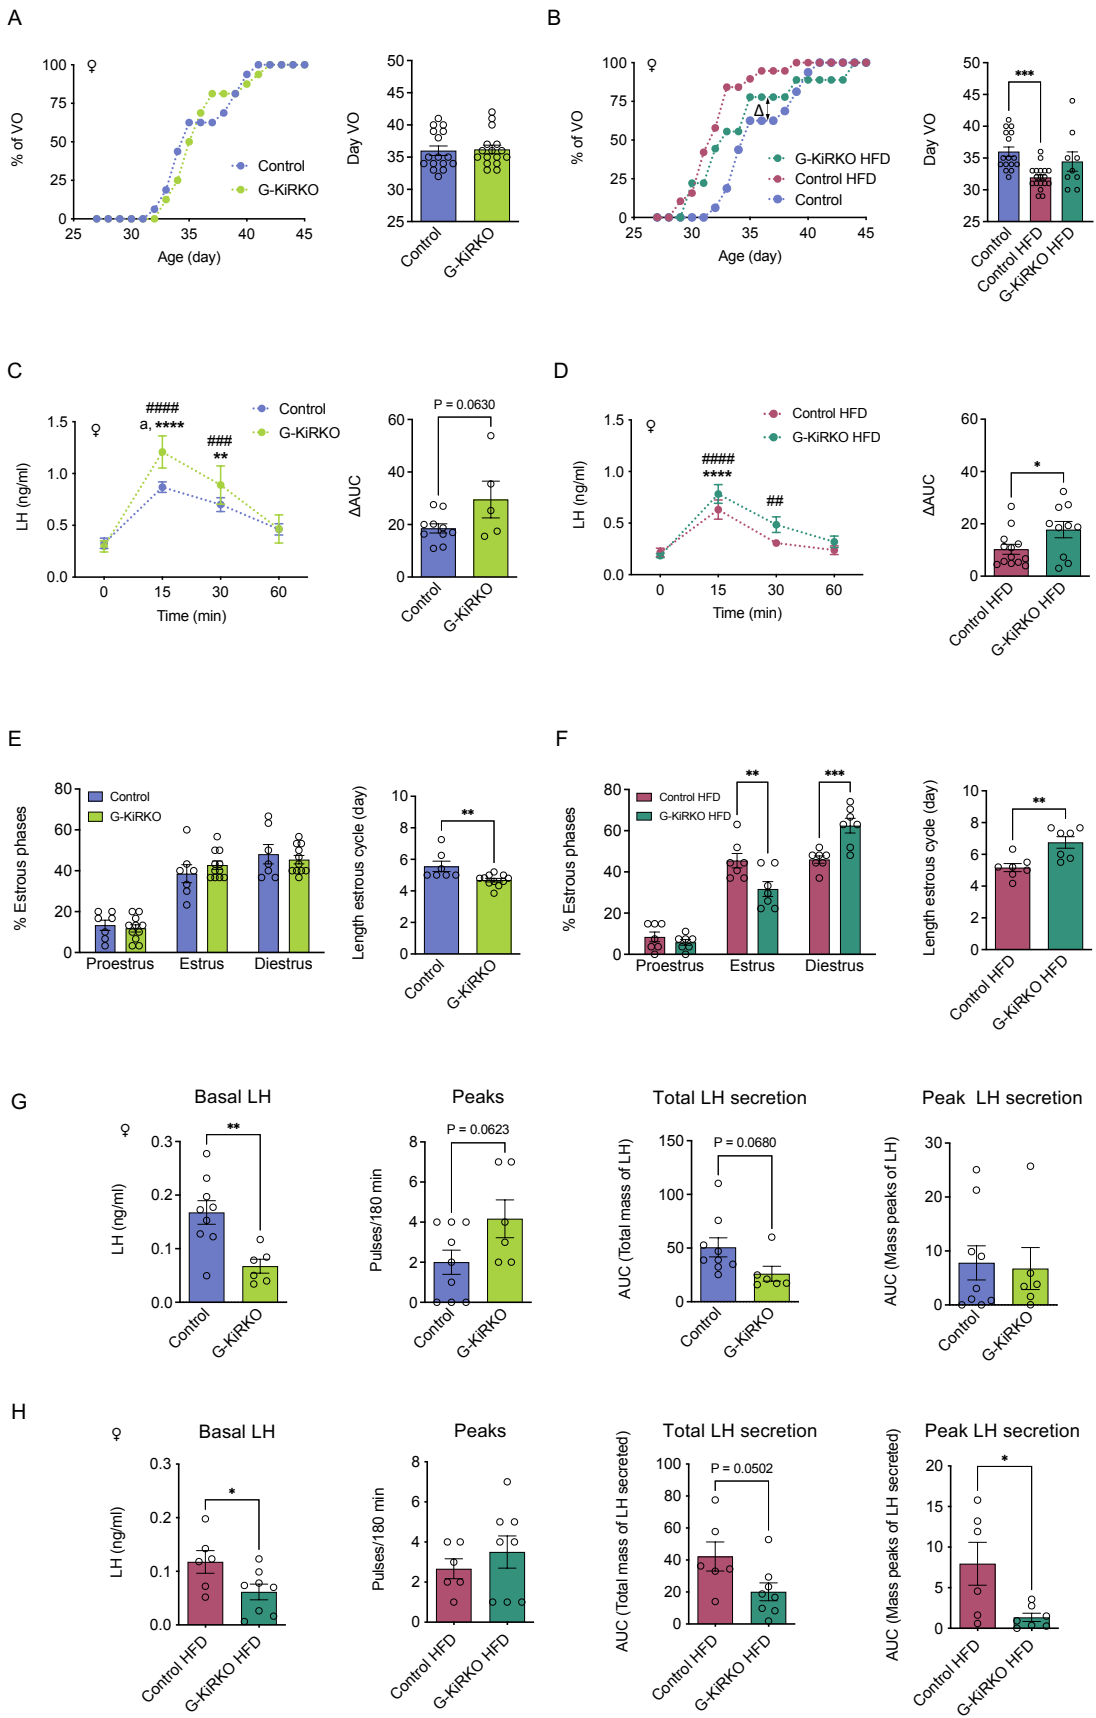 A
♀
% of VO
100
75
50
25
0
25 30 35 40 45
Age (day)
Control
G-KiRKO
Day VO
50
45
40
35
30
25
Control
G-KiRKO
B
♀
% of VO
100
75
50
25
0
25 30 35 40 45
Age (day)
Δ
G-KiRKO HFD
Control HFD
Control
Day VO
50
45
40
35
30
25
***
Control
Control HFD
G-KiRKO HFD
C
♀
LH (ng/ml)
1.5
1.0
0.5
0.0
0 15 30 60
Time (min)
####
a, ****
###
**
Control
G-KiRKO
ΔAUC
60
40
20
0
P = 0.0630
Control
G-KiRKO
D
♀
LH (ng/ml)
1.5
1.0
0.5
0.0
0 15 30 60
Time (min)
####
****
##
Control HFD
G-KiRKO HFD
ΔAUC
60
40
20
0
*
Control HFD
G-KiRKO HFD
E
% Estrous phases
80
60
40
20
0
Control
G-KiRKO
Proestrus Estrus Diestrus
Length estrous cycle (day)
10
8
6
4
2
0
**
Control
G-KiRKO
F
% Estrous phases
80
60
40
20
0
Control HFD
G-KiRKO HFD
**
***
Proestrus Estrus Diestrus
Length estrous cycle (day)
10
8
6
4
2
0
**
Control HFD
G-KiRKO HFD
G
♀
Basal LH
LH (ng/ml)
0.3
0.2
0.1
0.0
**
Control
G-KiRKO
Peaks
Pulses/180 min
8
6
4
2
0
P = 0.0623
Control
G-KiRKO
Total LH secretion
AUC (Total mass of LH)
150
100
50
0
P = 0.0680
Control
G-KiRKO
Peak LH secretion
AUC (Mass peaks of LH)
30
20
10
0
Control
G-KiRKO
H
♀
Basal LH
LH (ng/ml)
0.3
0.2
0.1
0.0
*
Control HFD
G-KiRKO HFD
Peaks
Pulses/180 min
8
6
4
2
0
Control HFD
G-KiRKO HFD
Total LH secretion
AUC (Total mass of LH secreted)
100
80
60
40
20
0
P = 0.0502
Control HFD
G-KiRKO HFD
Peak LH secretion
AUC (Mass peaks of LH secreted)
20
15
10
5
0
*
Control HFD
G-KiRKO HFD